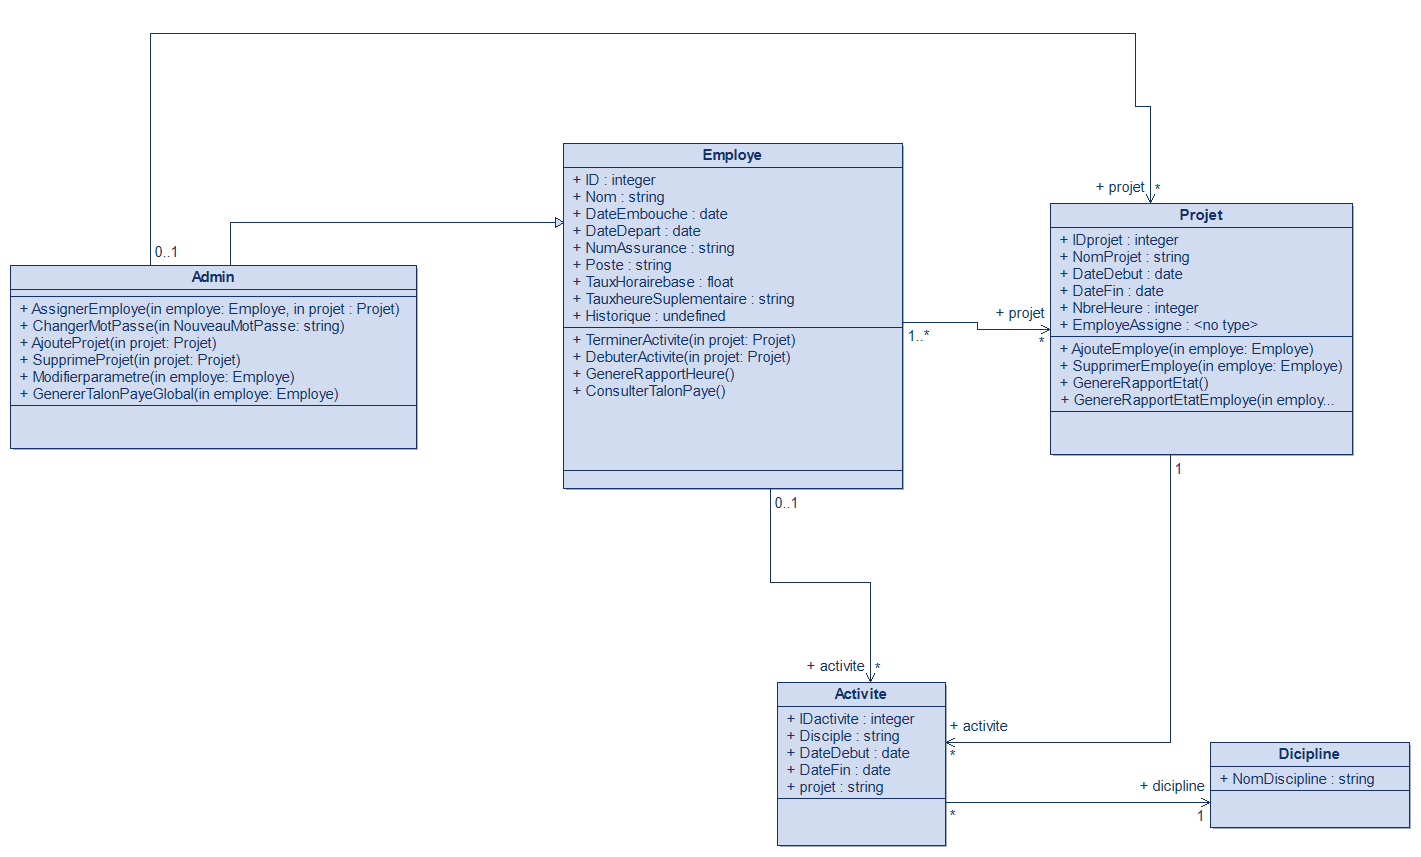 Employe
+ ID : integer
+ Nom : string
+ DateEmbouche : date
+ DateDepart : date
+ NumAssurance : string
+ Poste : string
+ TauxHorairebase : float
+ TauxheureSuplementaire : string
+ Historique : undefined
+ TerminerActivite(in projet: Projet)
+ DebuterActivite(in projet: Projet)
+ GenereRapportHeure()
+ ConsulterTalonPaye()
0..1
1..*
+ projet
*
+ projet
*
Projet
+ IDprojet : integer
+ NomProjet : string
+ DateDebut : date
+ DateFin : date
+ NbreHeure : integer
+ EmployeAssigne : <no type>
+ AjouteEmploye(in employe: Employe)
+ SupprimerEmploye(in employe: Employe)
+ GenereRapportEtat()
+ GenereRapportEtatEmploye(in employ...
1
0..1
Admin
+ AssignerEmploye(in employe: Employe, in projet : Projet)
+ ChangerMotPasse(in NouveauMotPasse: string)
+ AjouteProjet(in projet: Projet)
+ SupprimeProjet(in projet: Projet)
+ Modifierparametre(in employe: Employe)
+ GenererTalonPayeGlobal(in employe: Employe)
+ activite
*
Activite
+ IDactivite : integer
+ Disciple : string
+ DateDebut : date
+ DateFin : date
+ projet : string
+ activite
*
*
+ dicipline
1
Dicipline
+ NomDiscipline : string